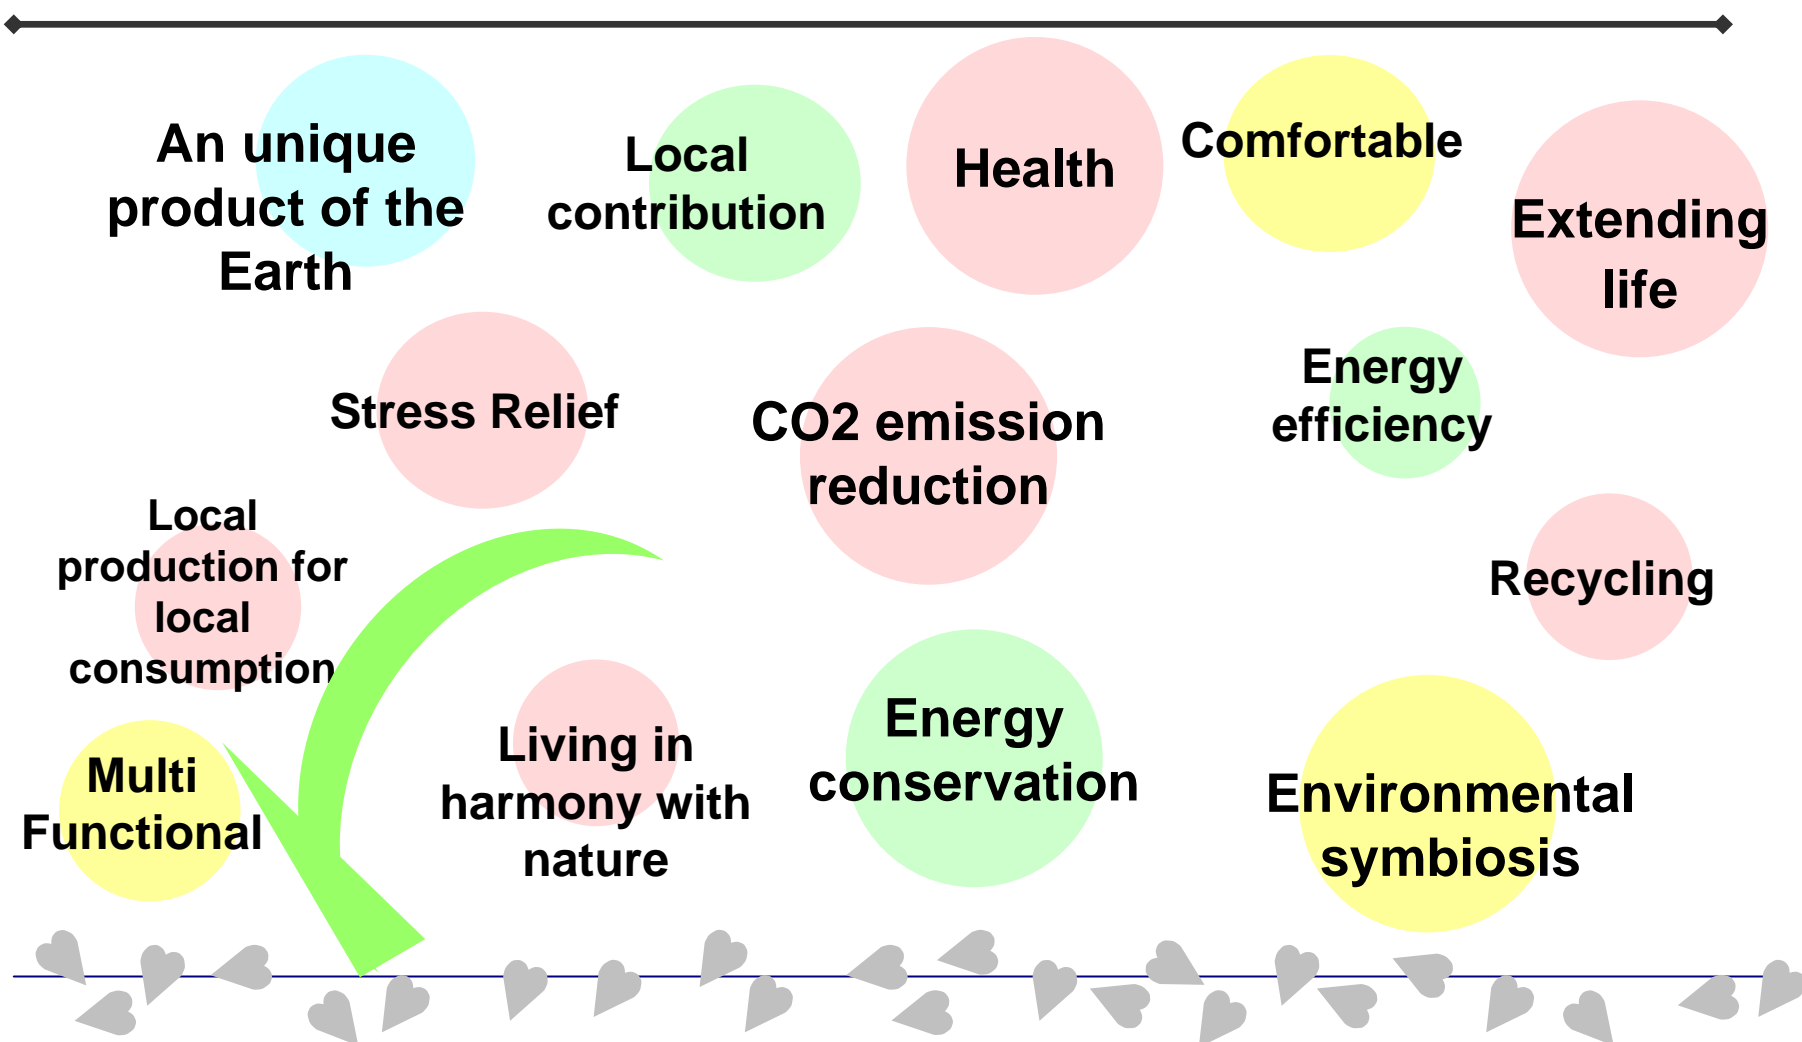 An unique
product of the
Earth
Local
contribution
Health
Comfortable
Extending
life
Stress Relief
CO2 emission
reduction
Energy
efficiency
Local
production for
local
consumption
Recycling
Multi
Functional
Living in
harmony with
nature
Energy
conservation
Environmental
symbiosis